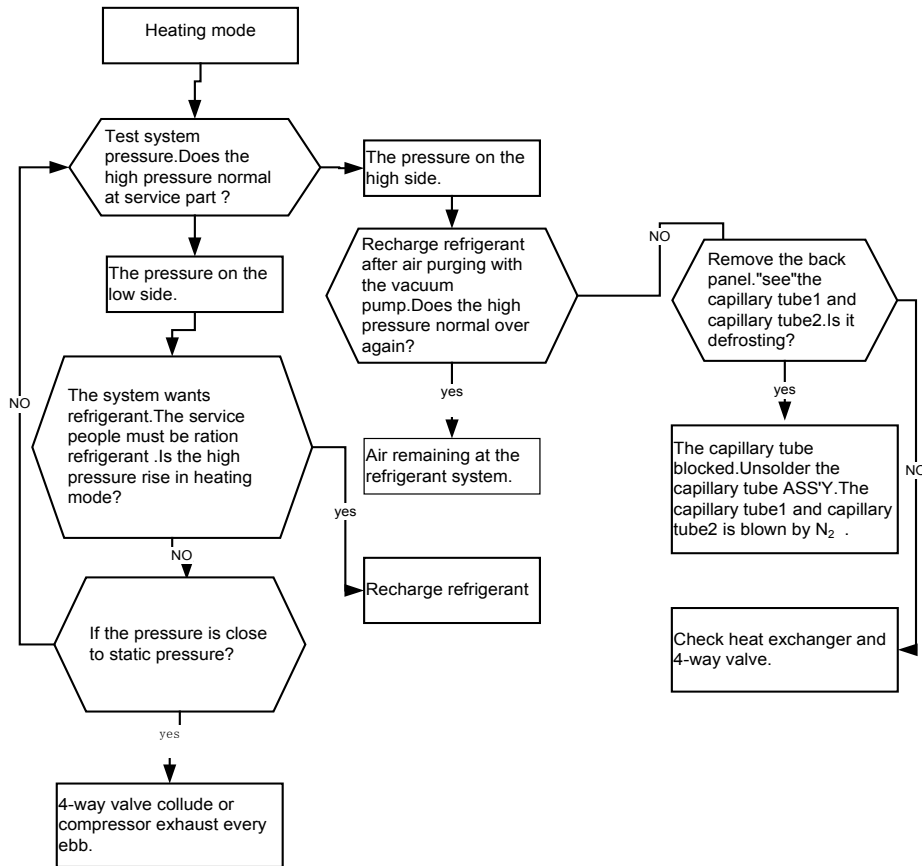 Heating mode
Test system
pressure.Does the
high pressure normal
at service part ?
The pressure on the
high side.
The pressure on the
low side.
Recharge refrigerant
after air purging with
the vacuum
pump.Does the high
pressure normal over
again?
NO
Remove the back
panel."see"the
capillary tube1 and
capillary tube2.Is it
defrosting?
NO
The system wants
refrigerant.The service
people must be ration
refrigerant .Is the high
pressure rise in heating
mode?
yes
yes
Air remaining at the
refrigerant system.
The capillary tube
blocked.Unsolder the
capillary tube ASS'Y.The
capillary tube1 and capillary
tube2 is blown by N₂ .
NO
yes
NO
Recharge refrigerant
If the pressure is close
to static pressure?
Check heat exchanger and
4-way valve.
yes
4-way valve collude or
compressor exhaust every
ebb.